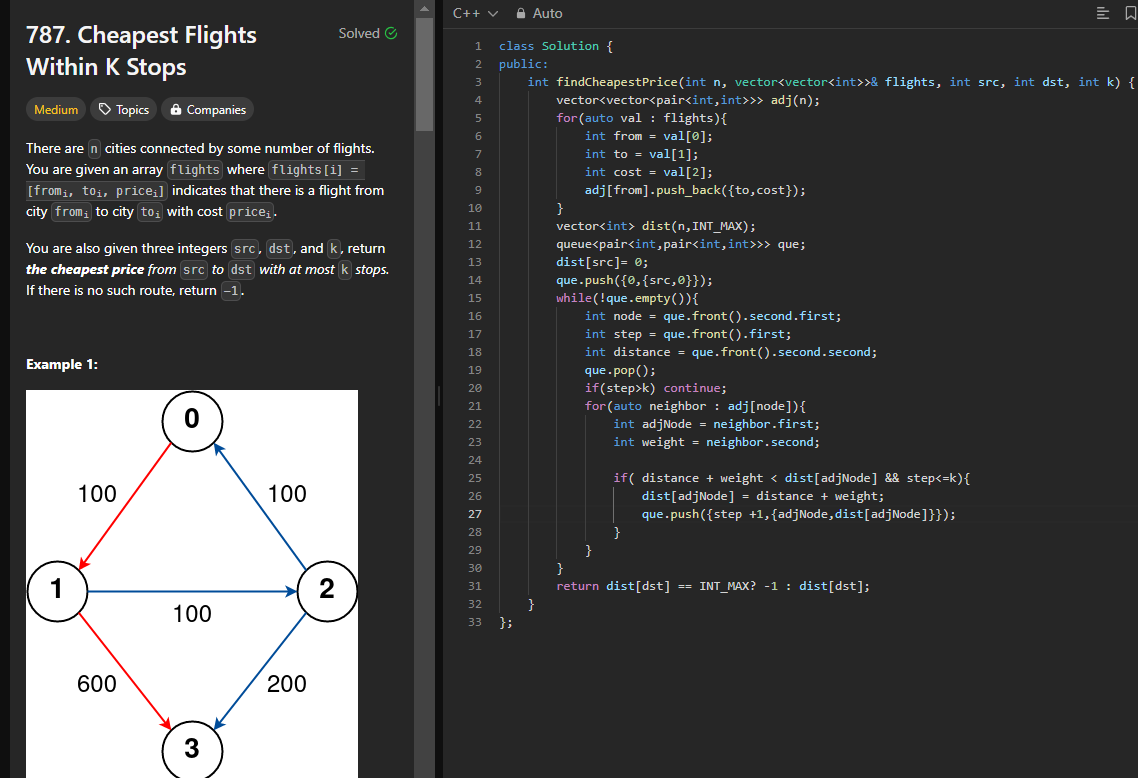 787. Cheapest Flights
Within K Stops
Solved
Medium
Topics
Companies
There are n cities connected by some number of flights.
You are given an array flights where flights[i] =
[fromᵢ, toᵢ, priceᵢ] indicates that there is a flight from
city fromᵢ to city toᵢ with cost priceᵢ.
You are also given three integers src, dst, and k, return
the cheapest price from src to dst with at most k stops.
If there is no such route, return -1.
Example 1:
0
100
100
1
2
100
600
200
3
C++
Auto
1 class Solution {
2 public:
3     int findCheapestPrice(int n, vector<vector<int>>& flights, int src, int dst, int k) {
4         vector<vector<pair<int,int>>> adj(n);
5         for(auto val : flights){
6             int from = val[0];
7             int to = val[1];
8             int cost = val[2];
9             adj[from].push_back({to,cost});
10         }
11         vector<int> dist(n,INT_MAX);
12         queue<pair<int,pair<int,int>>> que;
13         dist[src]= 0;
14         que.push({0,{src,0}});
15         while(!que.empty()){
16             int node = que.front().second.first;
17             int step = que.front().first;
18             int distance = que.front().second.second;
19             que.pop();
20             if(step>k) continue;
21             for(auto neighbor : adj[node]){
22                 int adjNode = neighbor.first;
23                 int weight = neighbor.second;
24
25                 if( distance + weight < dist[adjNode] && step<=k){
26                     dist[adjNode] = distance + weight;
27                     que.push({step +1,{adjNode,dist[adjNode]}});
28                 }
29             }
30         }
31         return dist[dst] == INT_MAX? -1 : dist[dst];
32     }
33 };